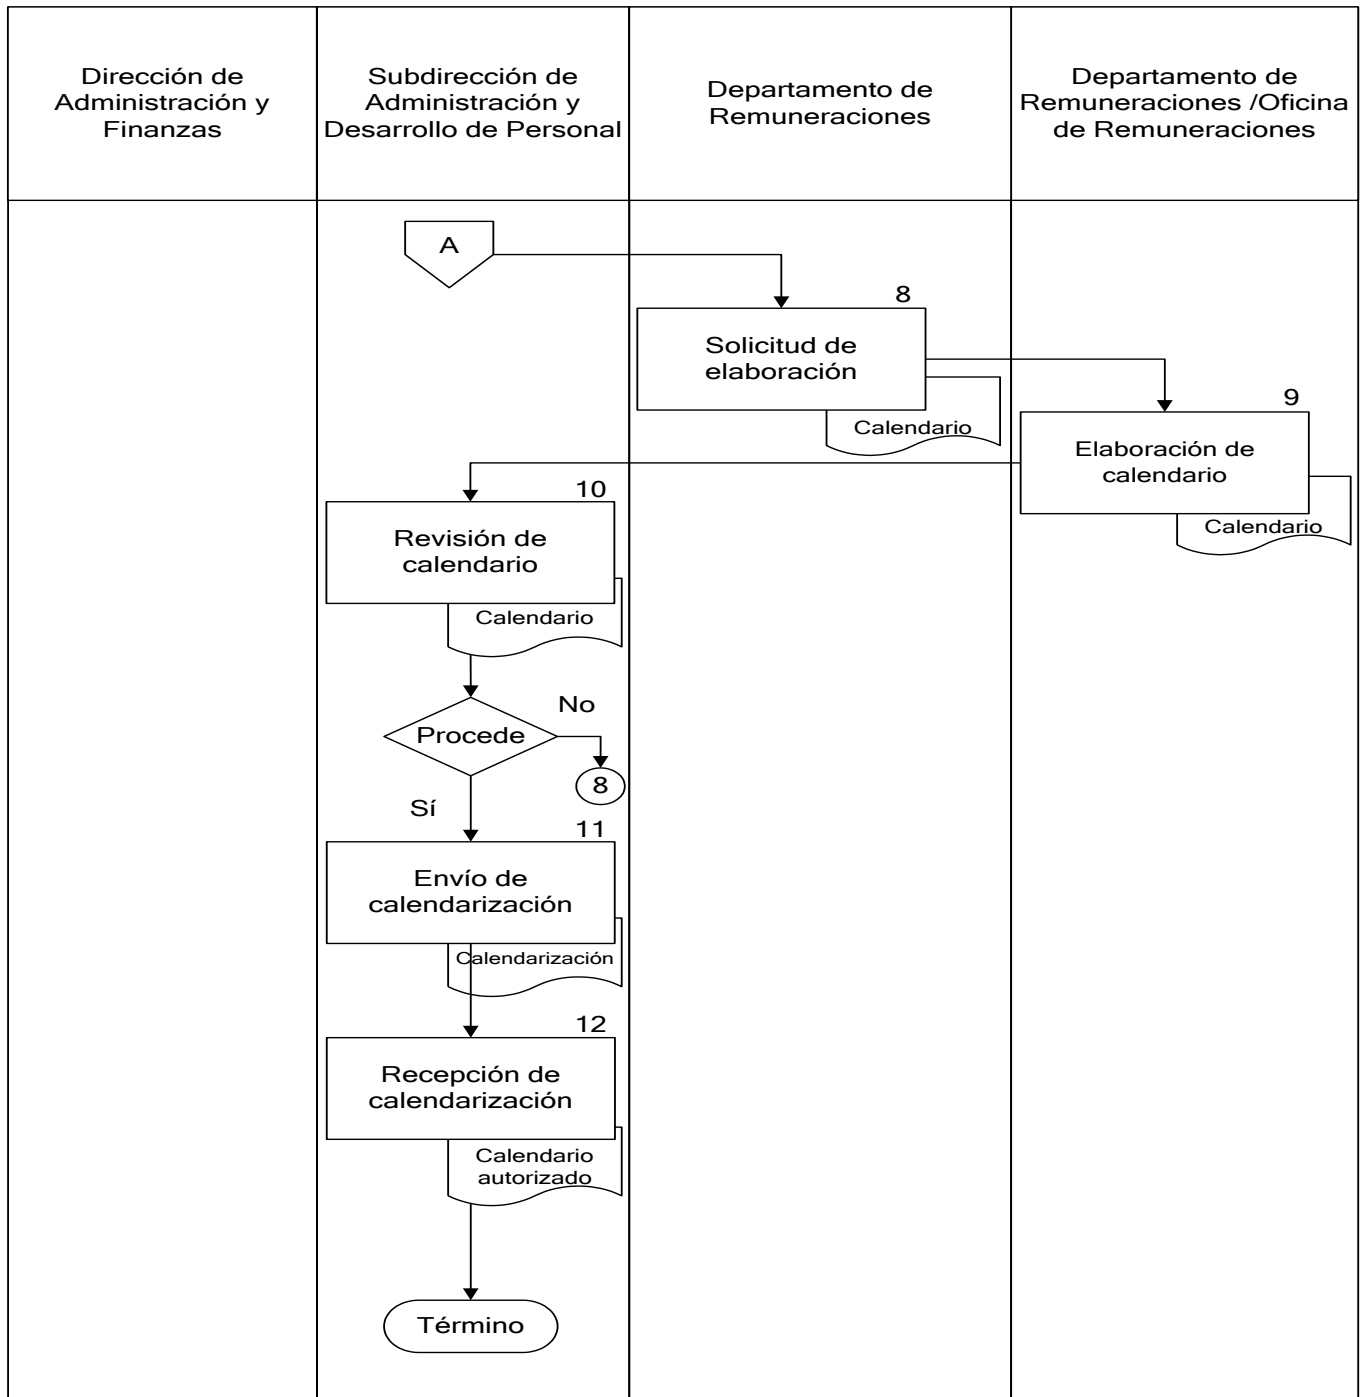 Dirección de
Administración y
Finanzas
Subdirección de
Administración y
Desarrollo de Personal
Departamento de
Remuneraciones
Departamento de
Remuneraciones /Oficina
de Remuneraciones
A
8
Solicitud de
elaboración
Calendario
9
Elaboración de
calendario
Calendario
10
Revisión de
calendario
Calendario
Procede
No
8
Sí
11
Envío de
calendarización
Calendarización
12
Recepción de
calendarización
Calendario
autorizado
Término